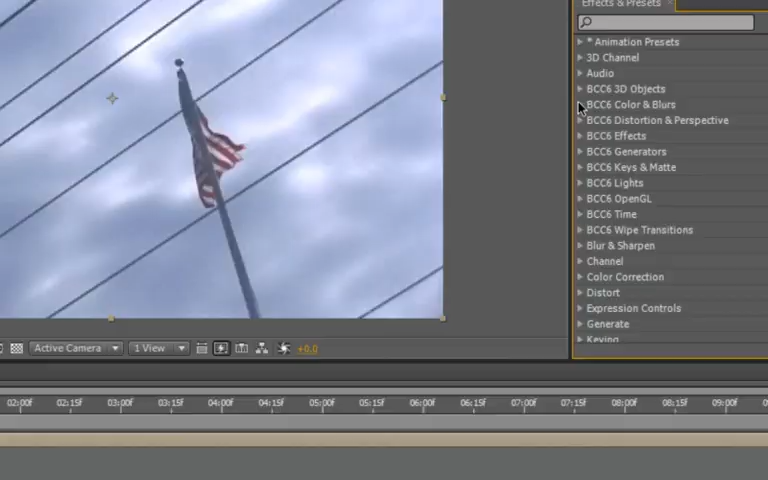 Effects & Presets ×
* Animation Presets
3D Channel
Audio
BCC6 3D Objects
BCC6 Color & Blurs
BCC6 Distortion & Perspective
BCC6 Effects
BCC6 Generators
BCC6 Keys & Matte
BCC6 Lights
BCC6 OpenGL
BCC6 Time
BCC6 Wipe Transitions
Blur & Sharpen
Channel
Color Correction
Distort
Expression Controls
Generate
Keying
Active Camera 1 View +0.0
02:00f 02:15f 03:00f 03:15f 04:00f 04:15f 05:00f 05:15f 06:00f 06:15f 07:00f 07:15f 08:00f 08:15f 09:00f